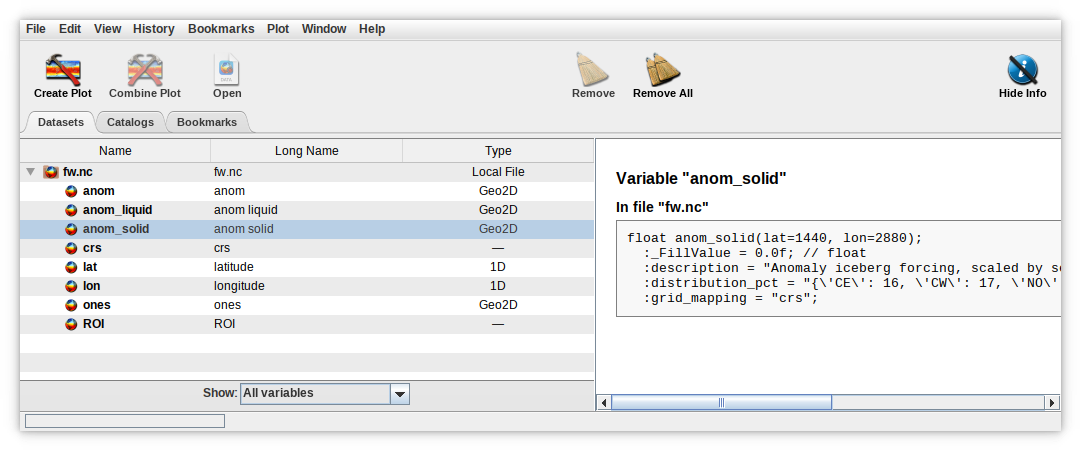 File Edit View History Bookmarks Plot Window Help
Create Plot Combine Plot Open Remove Remove All Hide Info
Datasets Catalogs Bookmarks
Name Long Name Type
fw.nc fw.nc Local File
anom anom Geo2D
anom_liquid anom liquid Geo2D
anom_solid anom solid Geo2D
crs crs —
lat latitude 1D
lon longitude 1D
ones ones Geo2D
ROI ROI —
Show: All variables
Variable "anom_solid"
In file "fw.nc"
float anom_solid(lat=1440, lon=2880);
:_FillValue = 0.0f; // float
:description = "Anomaly iceberg forcing, scaled by
:distribution_pct = "{\'CE\': 16, \'CW\': 17, \'NO\'
:grid_mapping = "crs";